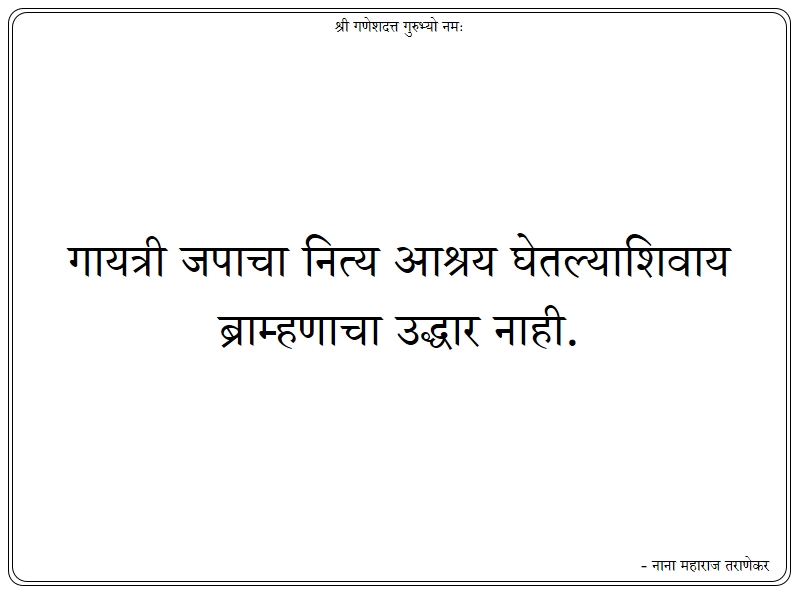 श्री गणेशदत्त गुरुभ्यो नमः
गायत्री जपाचा नित्य आश्रय घेतल्याशिवाय
ब्राम्हणाचा उद्धार नाही.
- नाना महाराज तराणेकर